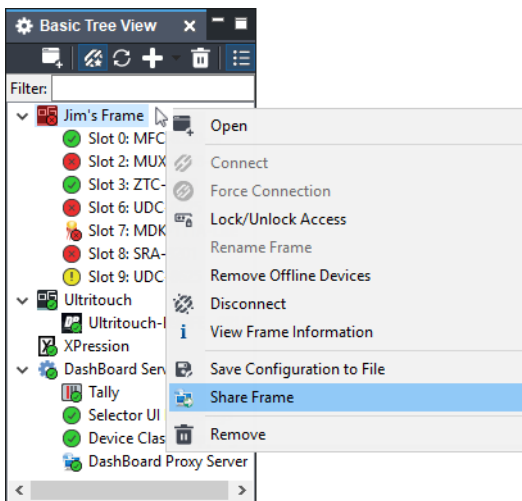 Basic Tree View
Filter:
Jim's Frame
Slot 0: MFC
Slot 2: MUX
Slot 3: ZTC-
Slot 6: UDC
Slot 7: MDK
Slot 8: SRA-
Slot 9: UDC
Ultritouch
Ultritouch-
XPression
DashBoard Serv
Tally
Selector UI
Device Clas
DashBoard Proxy Server
Open
Connect
Force Connection
Lock/Unlock Access
Rename Frame
Remove Offline Devices
Disconnect
View Frame Information
Save Configuration to File
Share Frame
Remove